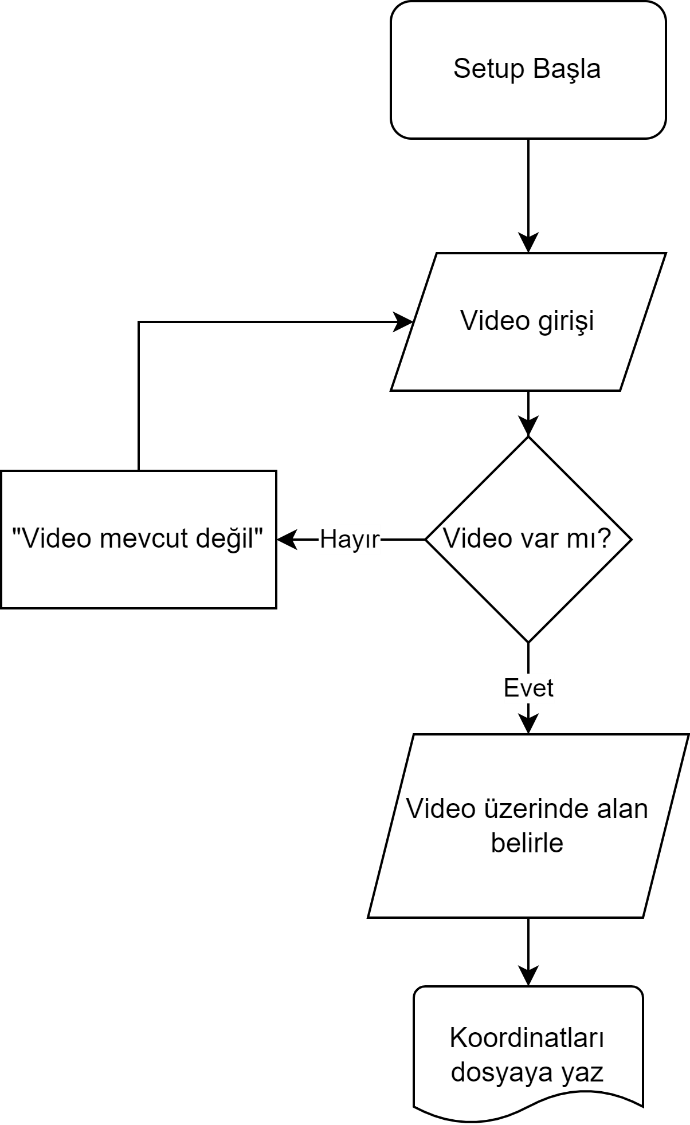 Setup Başla
Video girişi
"Video mevcut değil"
Hayır
Video var mı?
Evet
Video üzerinde alan
belirle
Koordinatları
dosyaya yaz